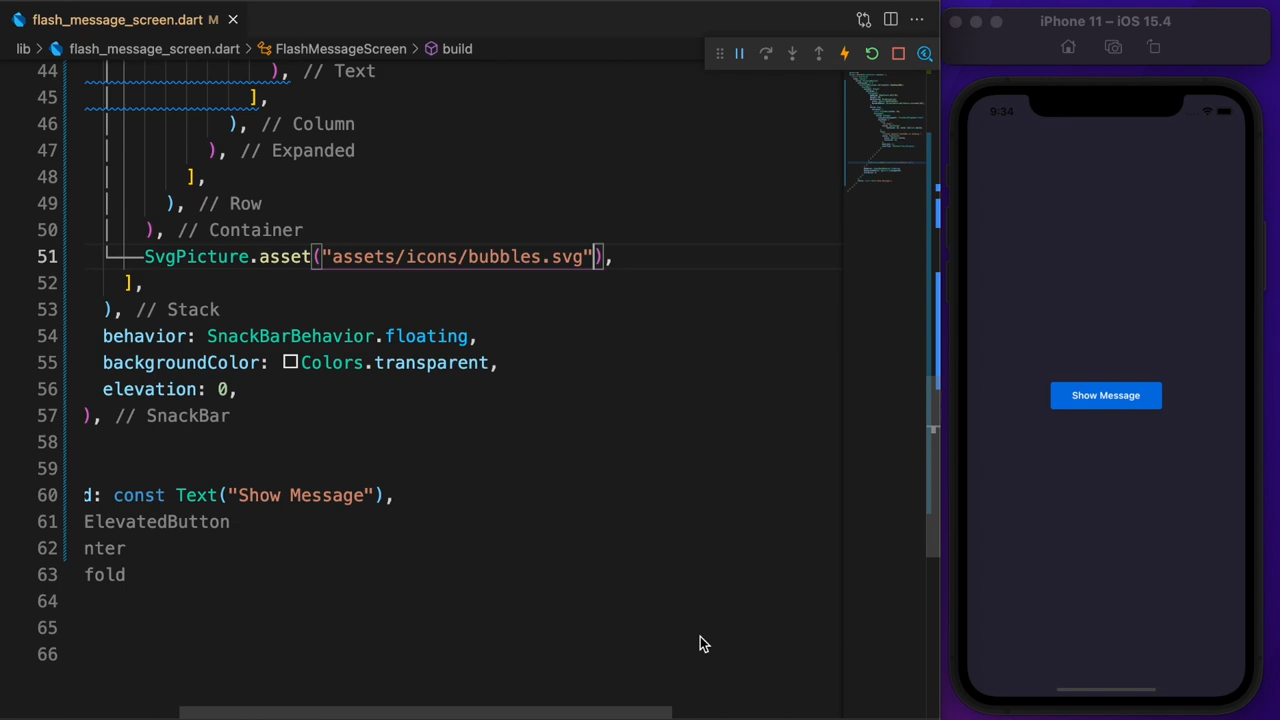 flash_message_screen.dart M
lib > flash_message_screen.dart > FlashMessageScreen > build
44 ), // Text
45 ],
46 ), // Column
47 ), // Expanded
48 ],
49 ), // Row
50 ), // Container
51 SvgPicture.asset("assets/icons/bubbles.svg"),
52 ],
53 ), // Stack
54 behavior: SnackBarBehavior.floating,
55 backgroundColor: Colors.transparent,
56 elevation: 0,
57 ), // SnackBar
58
59
60 d: const Text("Show Message"),
61 ElevatedButton
62 nter
63 fold
64
65
66
iPhone 11 – iOS 15.4
9:34
Show Message